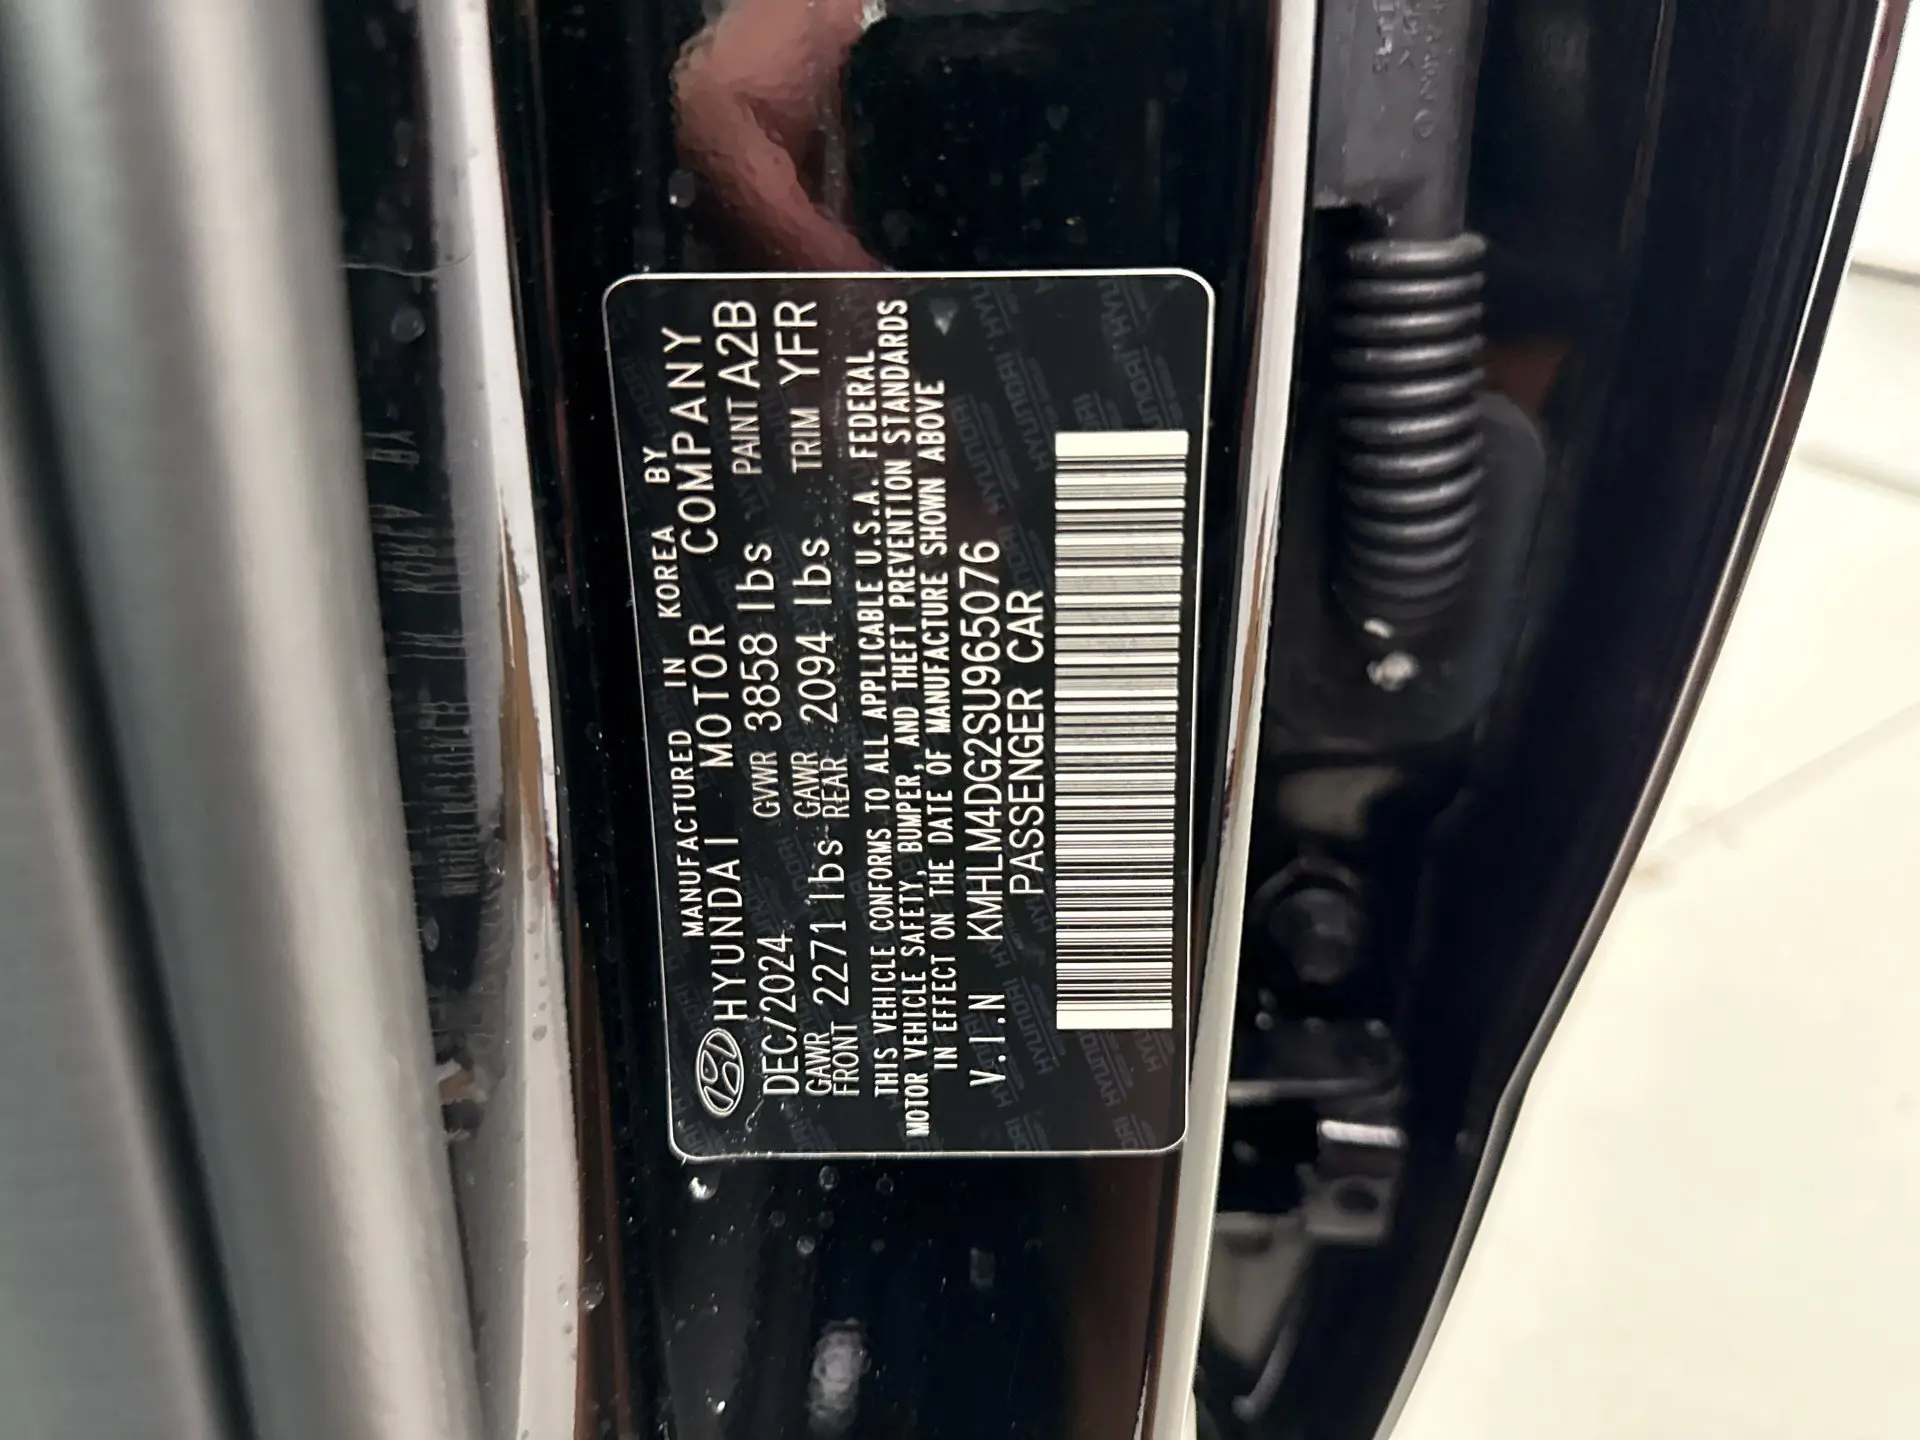 MANUFACTURED IN KOREA BY
HYUNDAI MOTOR COMPANY
DEC/2024 GVWR 3858 lbs PAINT A2B
GAWR FRONT 2271 lbs GAWR REAR 2094 lbs TRIM YFR
THIS VEHICLE CONFORMS TO ALL APPLICABLE U.S.A. FEDERAL
MOTOR VEHICLE SAFETY, BUMPER, AND THEFT PREVENTION STANDARDS
IN EFFECT ON THE DATE OF MANUFACTURE SHOWN ABOVE
V.I.N KMHLM4DG2SU965076
PASSENGER CAR